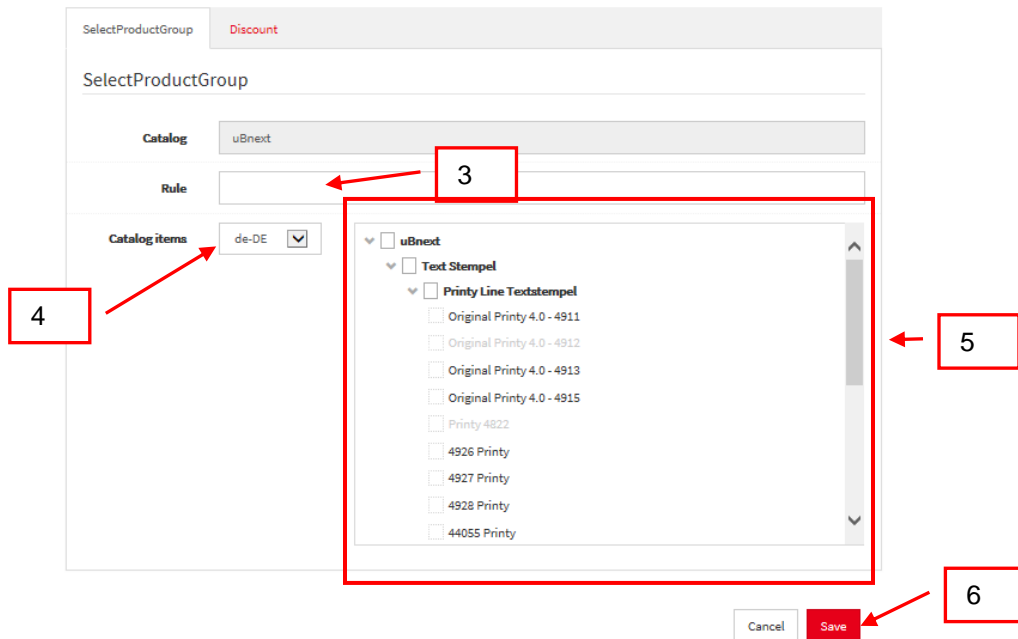 SelectProductGroup Discount
SelectProductGroup
Catalog uBnext
3
Rule
Catalog items de-DE
uBnext
Text Stempel
Printy Line Textstempel
4
Original Printy 4.0 - 4911
Original Printy 4.0 - 4912
5
Original Printy 4.0 - 4913
Original Printy 4.0 - 4915
Printy 4822
4926 Printy
4927 Printy
4928 Printy
44055 Printy
6
Cancel Save